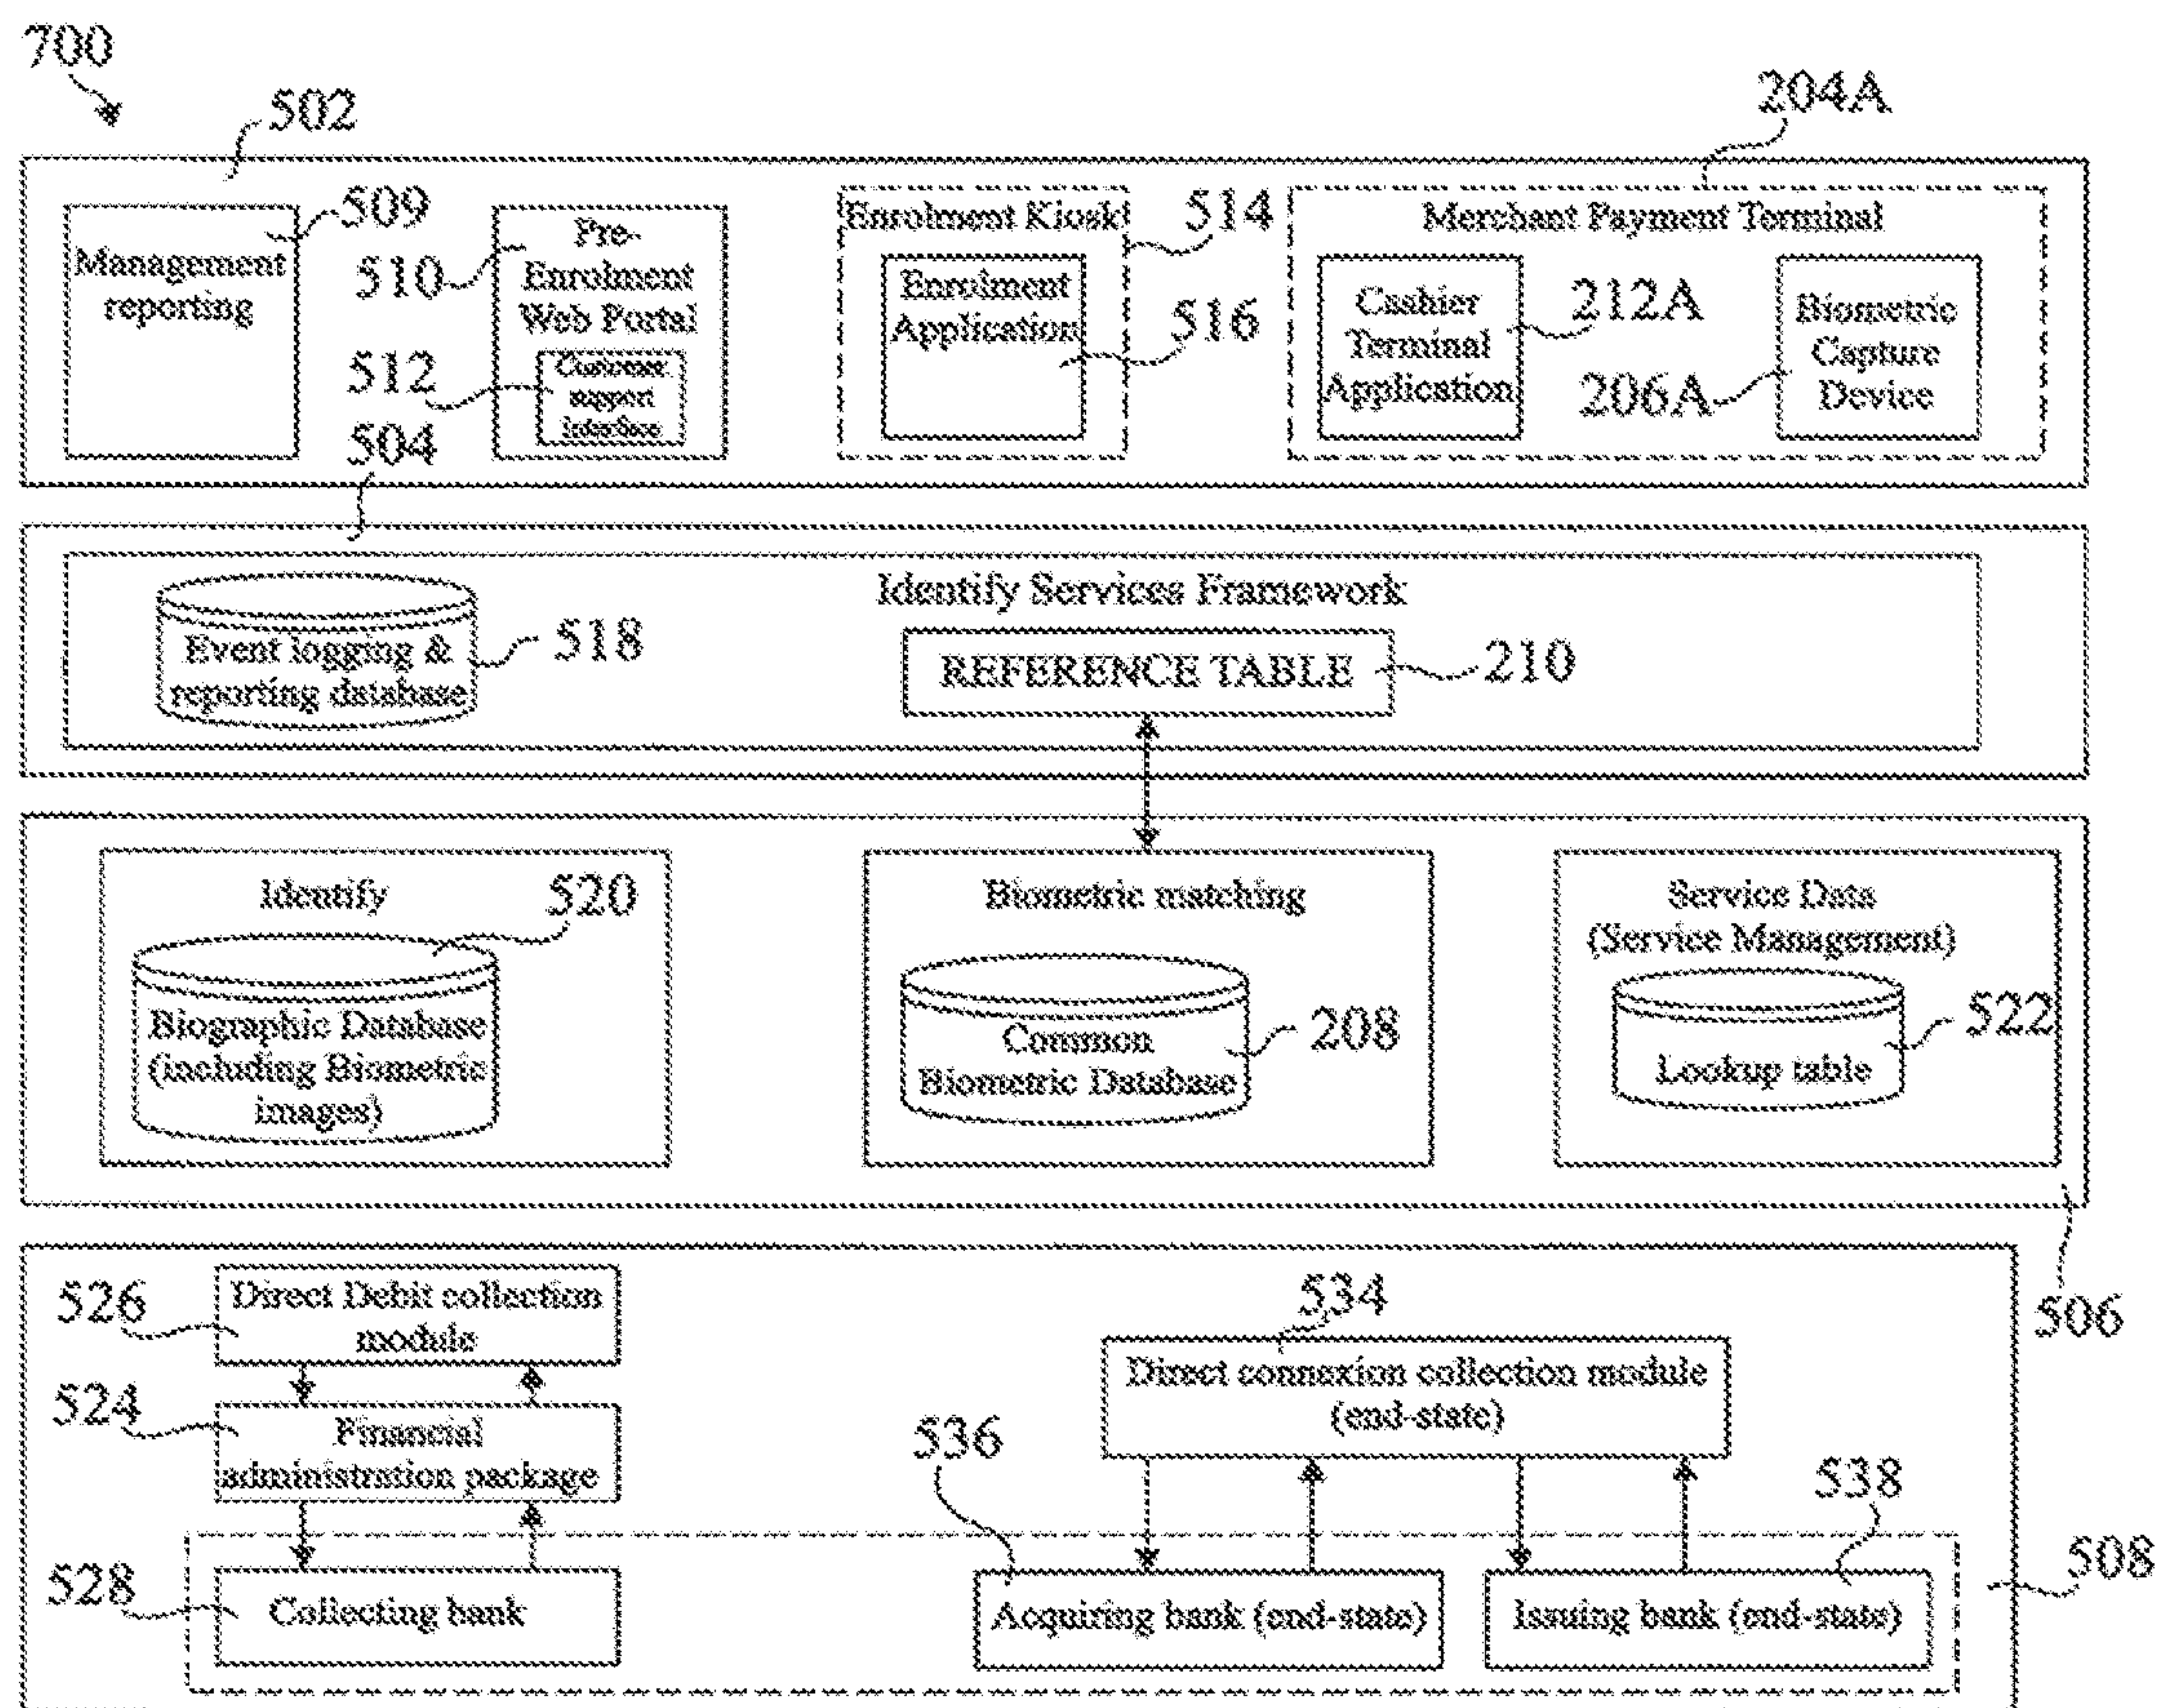 700
502
204A
Management
reporting
509
510
Pre-
Enrolment
Web Portal
512
Customer
support
Interface
Enrolment Kiosk
514
Enrolment
Application
516
Merchant Payment Terminal
Cashier
Terminal
Application
212A
206A
Biometric
Capture
Device
504
Identify Services Framework
Event logging &
reporting database
518
REFERENCE TABLE
210
Identify
520
Biographic Database
(including Biometric
images)
Biometric matching
Common
Biometric Database
208
Service Data
(Service Management)
Lookup table
522
506
526
Direct Debit collection
module
524
Financial
administration package
528
Collecting bank
534
Direct connexion collection module
(end-state)
536
538
Acquiring bank (end-state)
Issuing bank (end-state)
508